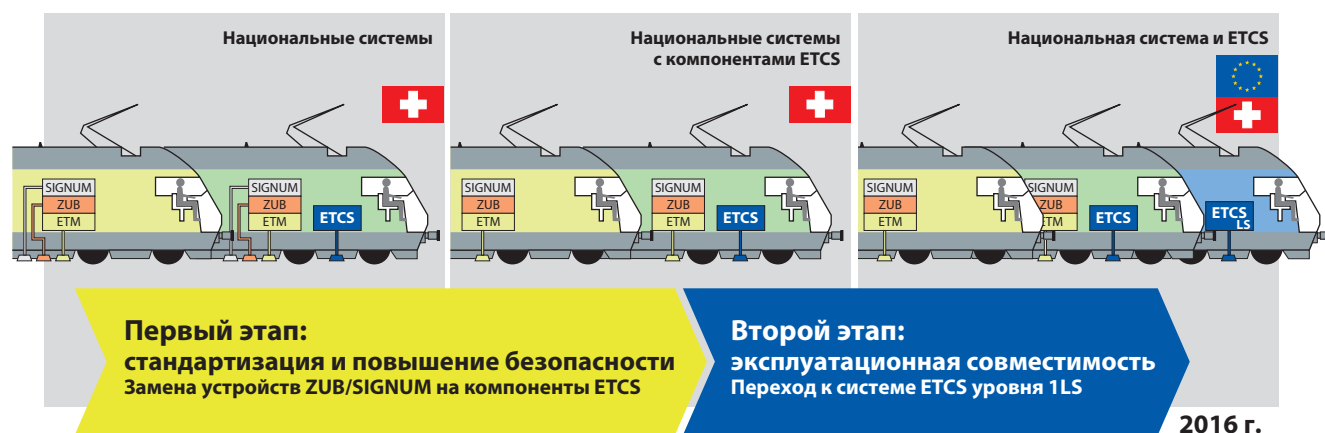 Национальные системы
Национальные системы
с компонентами ETCS
Национальная система и ETCS
SIGNUM
ZUB
ETM
SIGNUM
ZUB
ETM
ETCS
SIGNUM
ZUB
ETM
SIGNUM
ZUB
ETM
ETCS
SIGNUM
ZUB
ETM
SIGNUM
ZUB
ETM
ETCS
ETCS
LS
Первый этап:
стандартизация и повышение безопасности
Замена устройств ZUB/SIGNUM на компоненты ETCS
Второй этап:
эксплуатационная совместимость
Переход к системе ETCS уровня 1LS
2016 г.